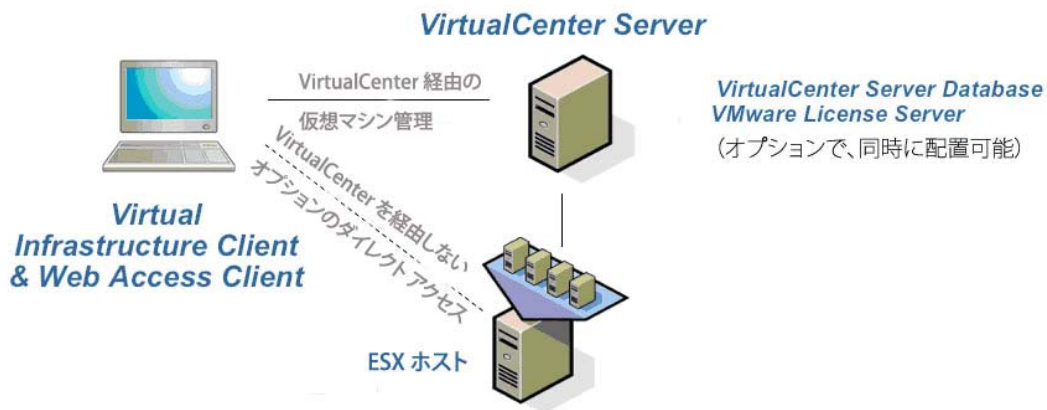 VirtualCenter Server
VirtualCenter 経由の
仮想マシン管理
VirtualCenter Server Database
VMware License Server
(オプションで、同時に配置可能)
VirtualCenter を経由しない
オプションのダイレクト アクセス
Virtual
Infrastructure Client
& Web Access Client
ESX ホスト